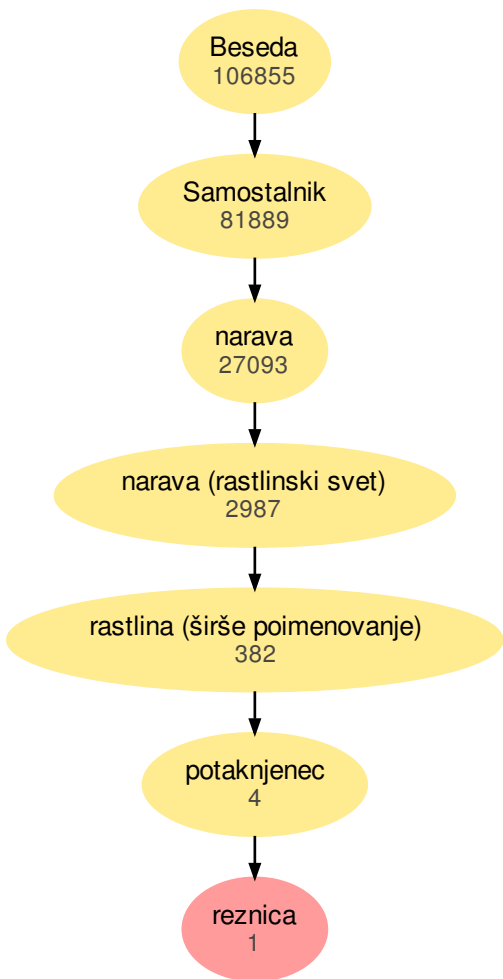 Beseda
106855
Samostalnik
81889
narava
27093
narava (rastlinski svet)
2987
rastlina (širše poimenovanje)
382
potaknjenec
4
reznica
1